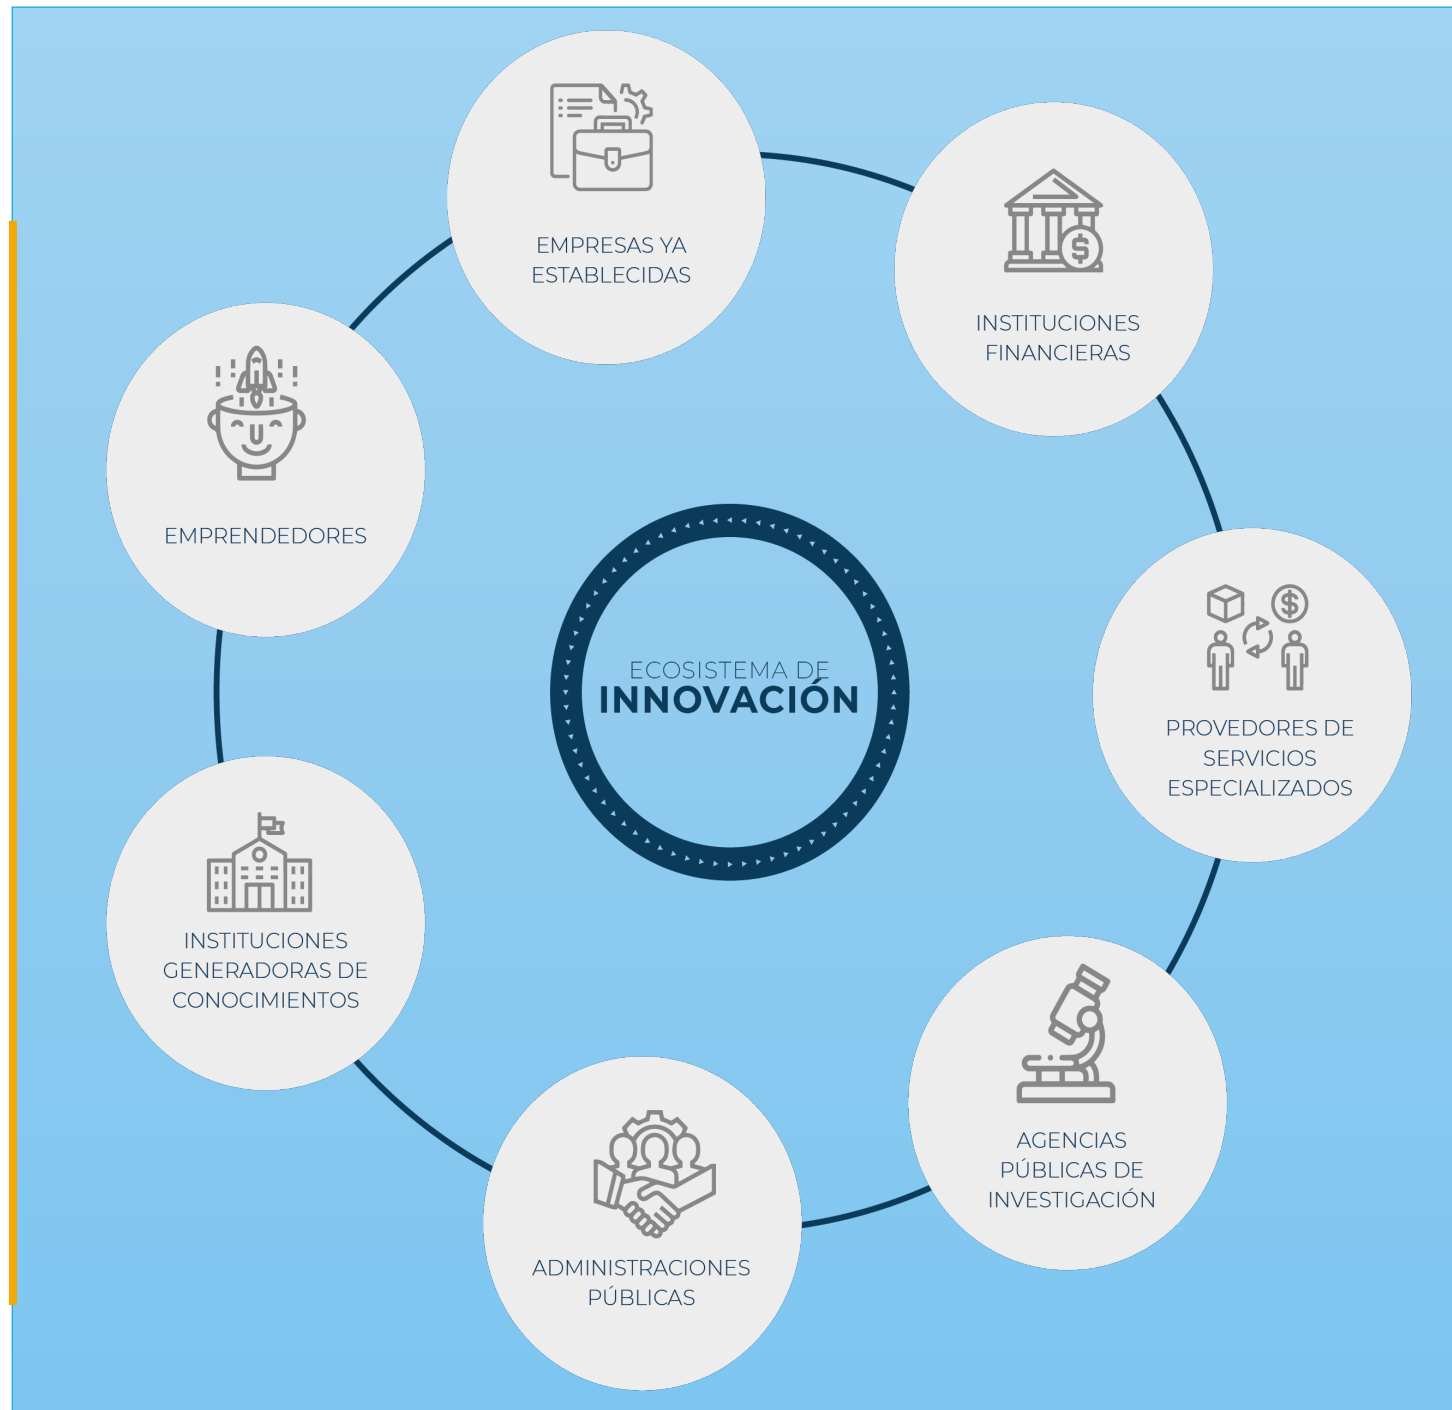 EMPRESAS YA
ESTABLECIDAS
INSTITUCIONES
FINANCIERAS
EMPRENDEDORES
ECOSISTEMA DE
INNOVACIÓN
PROVEDORES DE
SERVICIOS
ESPECIALIZADOS
INSTITUCIONES
GENERADORAS DE
CONOCIMIENTOS
AGENCIAS
PÚBLICAS DE
INVESTIGACIÓN
ADMINISTRACIONES
PÚBLICAS